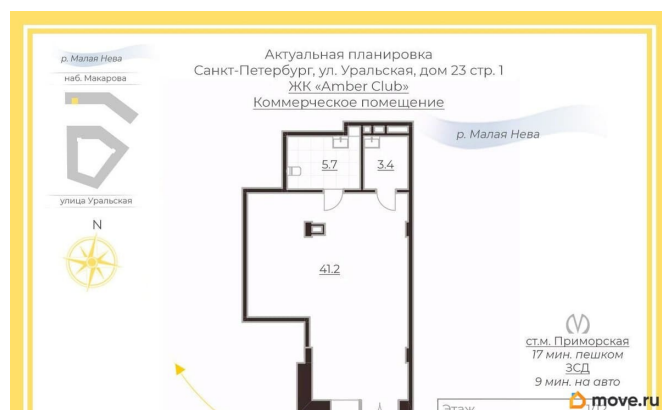 Актуальная планировка
Санкт-Петербург, ул. Уральская, дом 23 стр. 1
ЖК «Amber Club»
Коммерческое помещение
р. Малая Нева
наб. Макарова
улица Уральская
N
р. Малая Нева
5.7
3.4
41.2
ст.м. Приморская
17 мин. пешком
ЗСД
9 мин. на авто
Этаж
move.ru